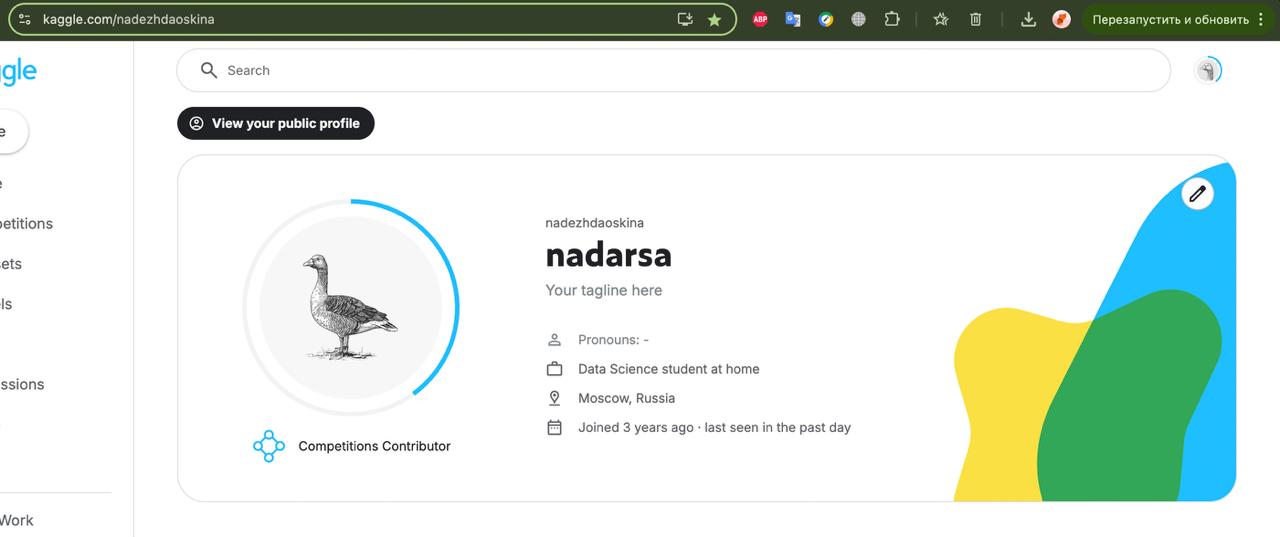 kaggle.com/nadezhdaoskina
ABP
Перезапустить и обновить
ggle
Search
e
View your public profile
e
petitions
sets
els
ssions
Work
nadezhdaoskina
nadarsa
Your tagline here
Pronouns: -
Data Science student at home
Moscow, Russia
Joined 3 years ago · last seen in the past day
Competitions Contributor